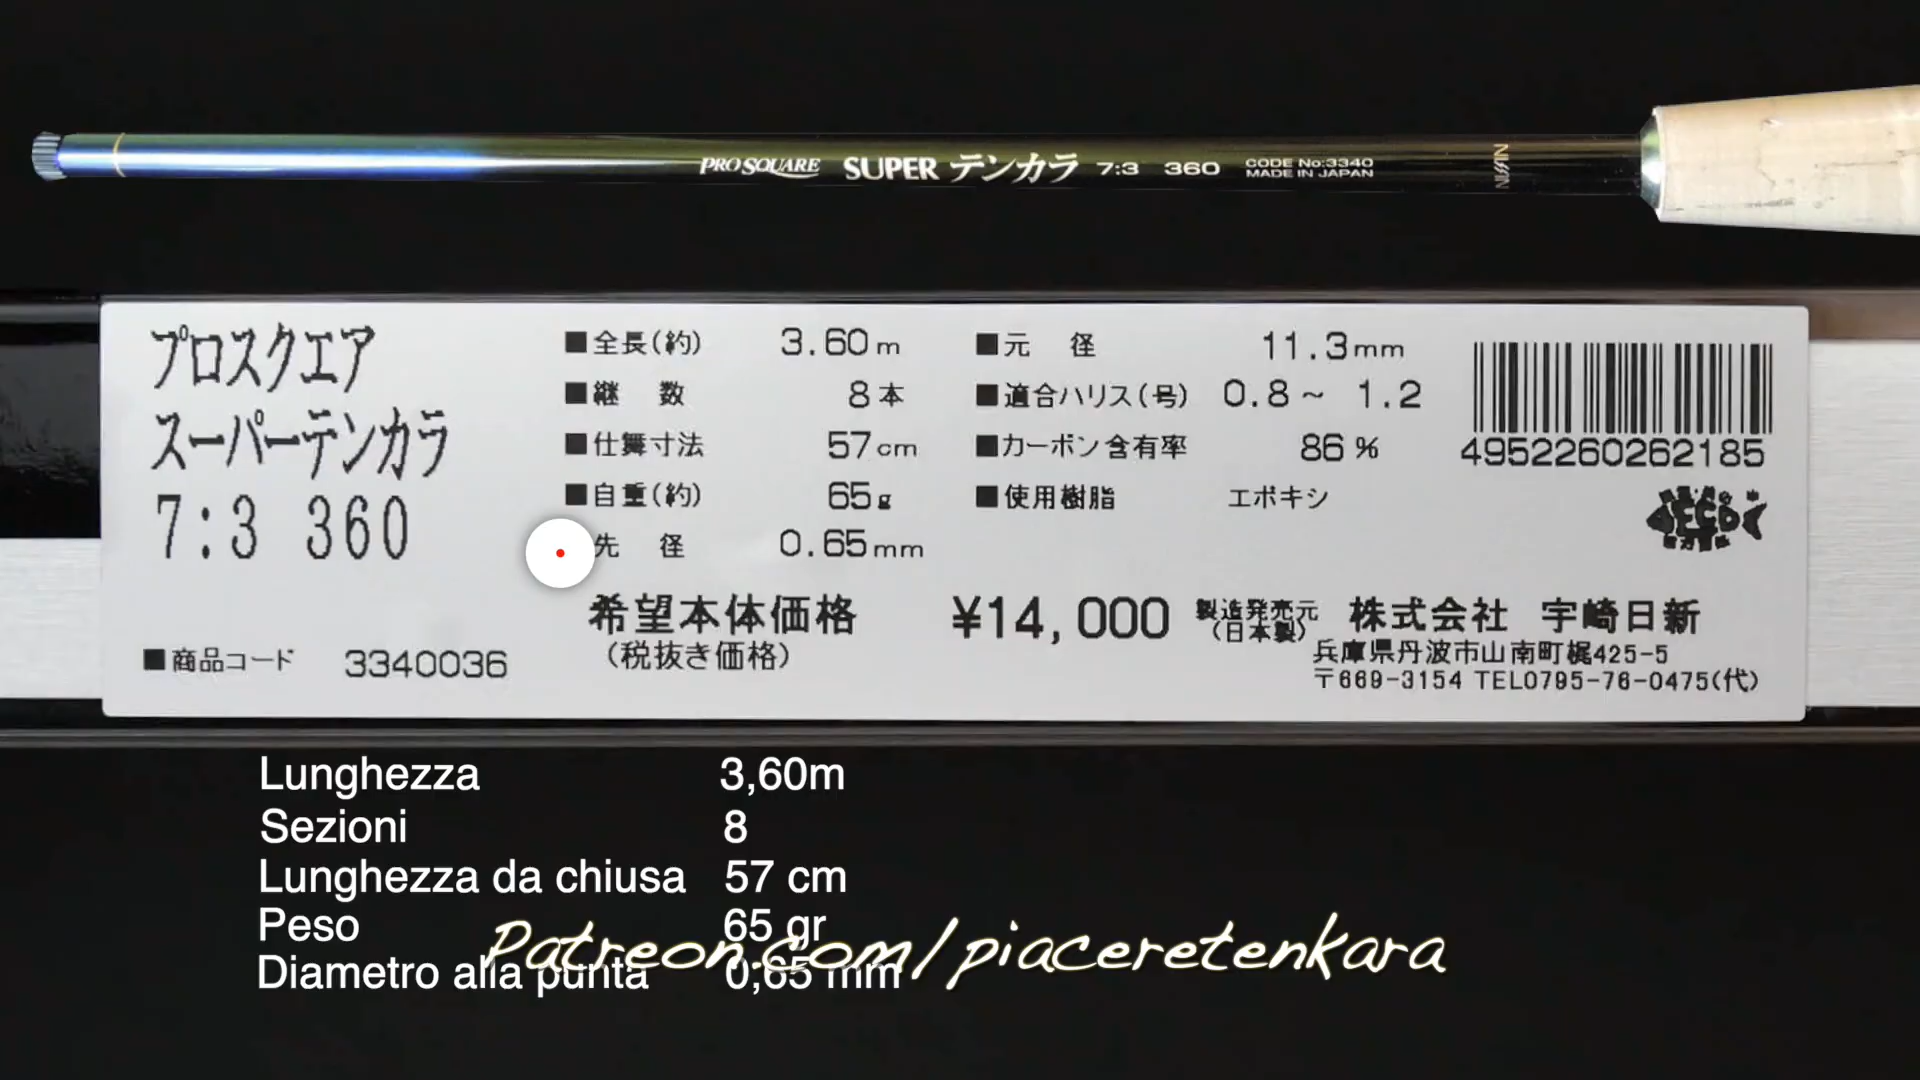 PRO SQUARE SUPER テンカラ 7:3 360 CODE No:3340 MADE IN JAPAN NISSIN
プロスクエア
スーパーテンカラ
7:3 360
■商品コード 3340036
■全長(約) 3.60m
■継 数 8本
■仕舞寸法 57cm
■自重(約) 65g
先 径 0.65mm
■元 径 11.3mm
■適合ハリス(号) 0.8~ 1.2
■カーボン含有率 86%
■使用樹脂 エポキシ
4952260262185
希望本体価格 ¥14,000
(税抜き価格)
製造発売元
(日本製)
株式会社 宇崎日新
兵庫県丹波市山南町梶425-5
〒669-3154 TEL0795-76-0475(代)
Lunghezza 3,60m
Sezioni 8
Lunghezza da chiusa 57 cm
Peso 65 gr
Diametro alla punta 0,65 mm
Patreon.com/piaceretenkara